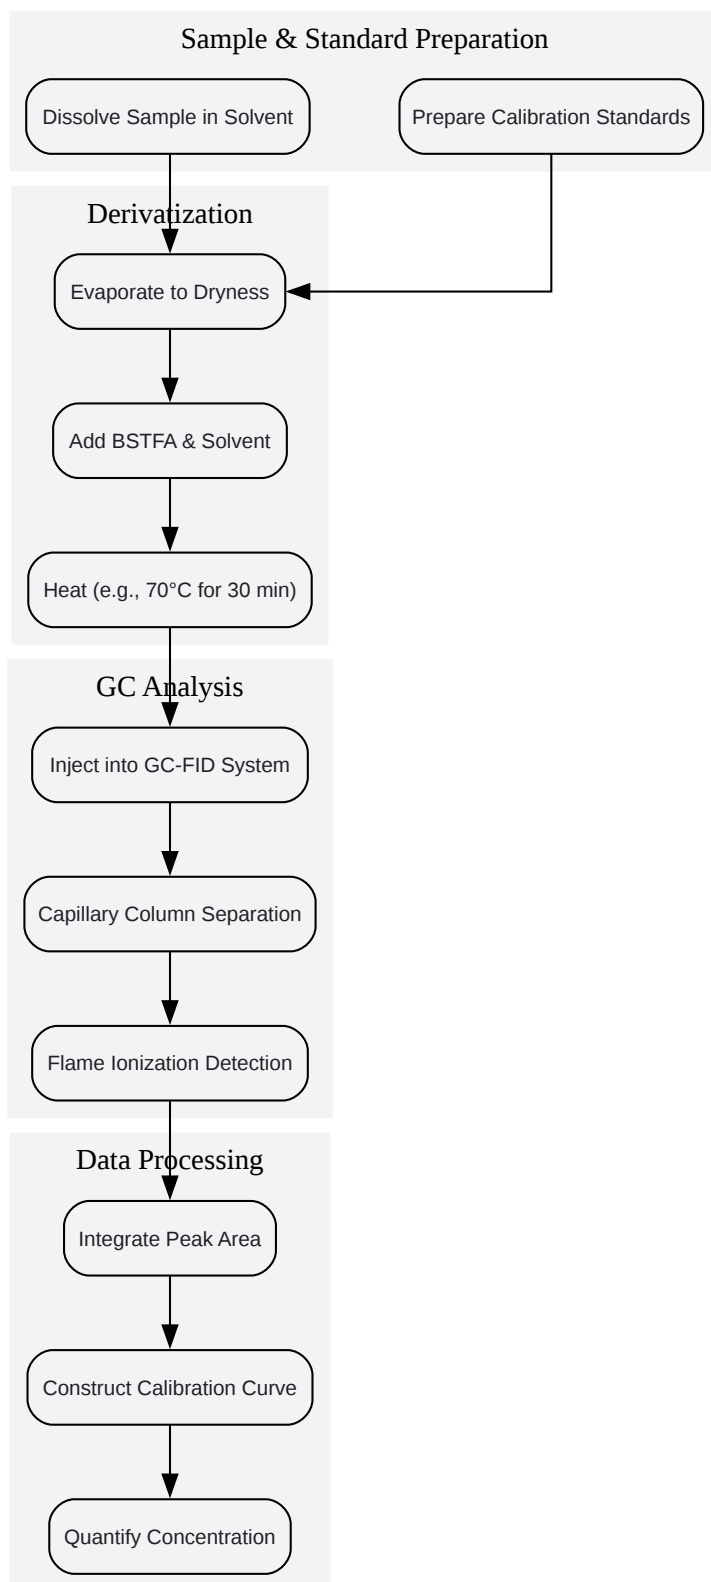 Sample & Standard Preparation
Dissolve Sample in Solvent
Prepare Calibration Standards
Derivatization
Evaporate to Dryness
Add BSTFA & Solvent
Heat (e.g., 70°C for 30 min)
GC Analysis
Inject into GC-FID System
Capillary Column Separation
Flame Ionization Detection
Data Processing
Integrate Peak Area
Construct Calibration Curve
Quantify Concentration